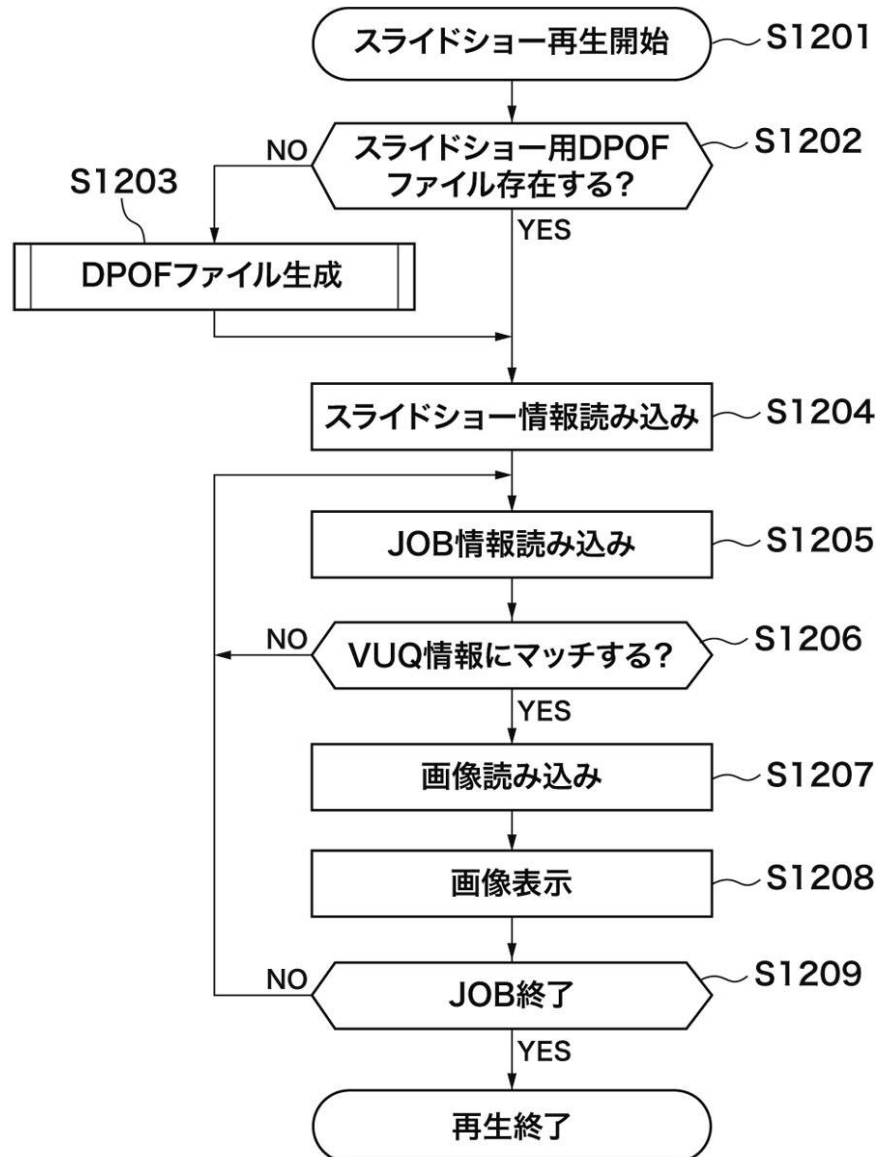 スライドショー再生開始
S1201
スライドショー用DPOF
ファイル存在する?
S1202
NO
YES
S1203
DPOFファイル生成
スライドショー情報読み込み
S1204
JOB情報読み込み
S1205
VUQ情報にマッチする?
S1206
NO
YES
画像読み込み
S1207
画像表示
S1208
JOB終了
S1209
NO
YES
再生終了